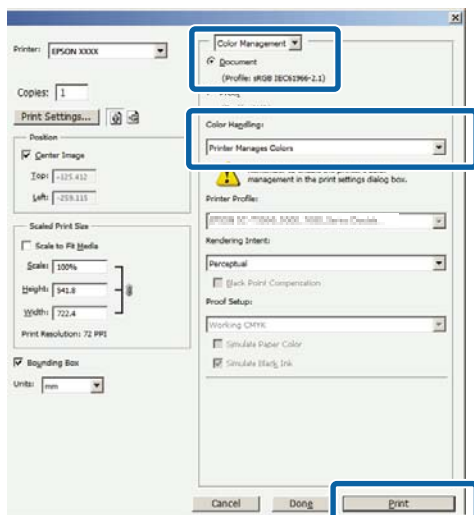 Printer: EPSON XXXX
Copies: 1
Print Settings...
Position
Center Image
Top: -125.412
Left: -259.115
Scaled Print Size
Scale to Fit Media
Scale: 100%
Height: 541.8
Width: 722.4
Print Resolution: 72 PPI
Bounding Box
Units: mm
Color Management
Document
(Profile: sRGB IEC61966-2.1)
Color Handling:
Printer Manages Colors
management in the print settings dialog box.
Printer Profile:
Rendering Intent:
Perceptual
Black Point Compensation
Proof Setup:
Working CMYK
Simulate Paper Color
Simulate Black Ink
Cancel
Done
Print